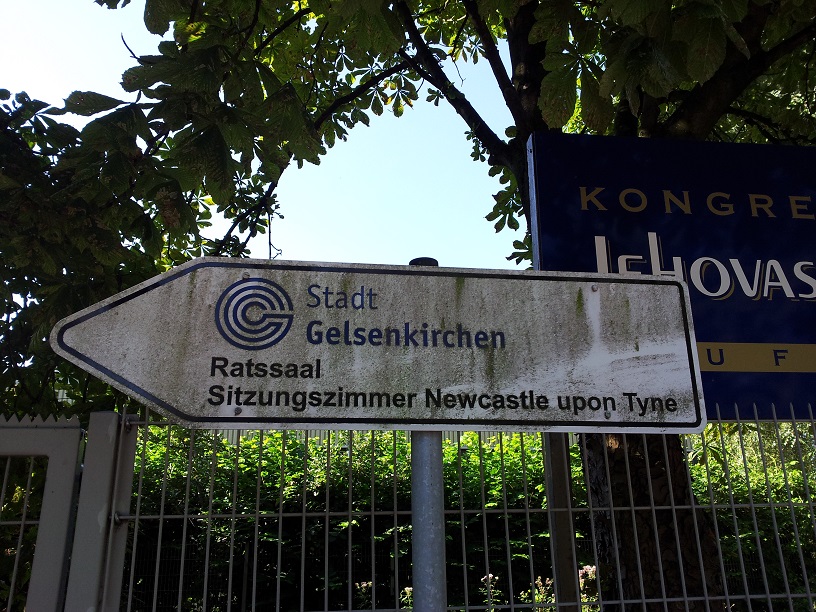 Stadt
Gelsenkirchen
Ratssaal
Sitzungszimmer Newcastle upon Tyne
KONGRE
JEHOVAS
U F